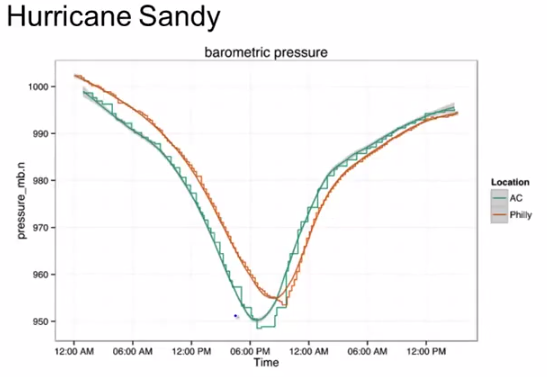 Hurricane Sandy
barometric pressure
pressure_mb.n
1000
990
980
970
960
950
12:00 AM 06:00 AM 12:00 PM 06:00 PM 12:00 AM 06:00 AM 12:00 PM
Time
Location
AC
Philly